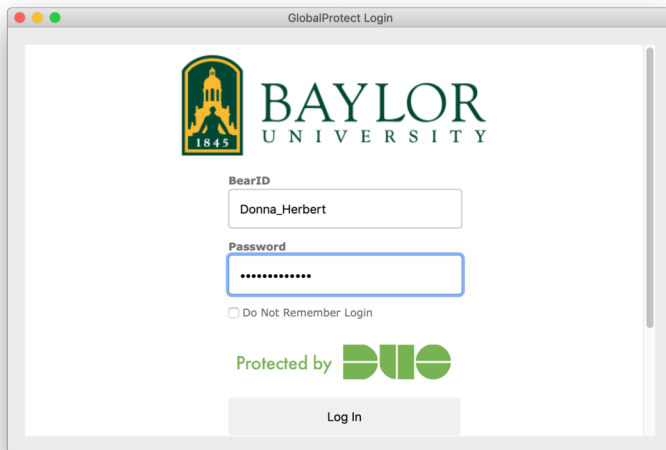 GlobalProtect Login
1845
BAYLOR
UNIVERSITY
BearID
Donna_Herbert
Password
•••••••••••••
Do Not Remember Login
Protected by DUO
Log In